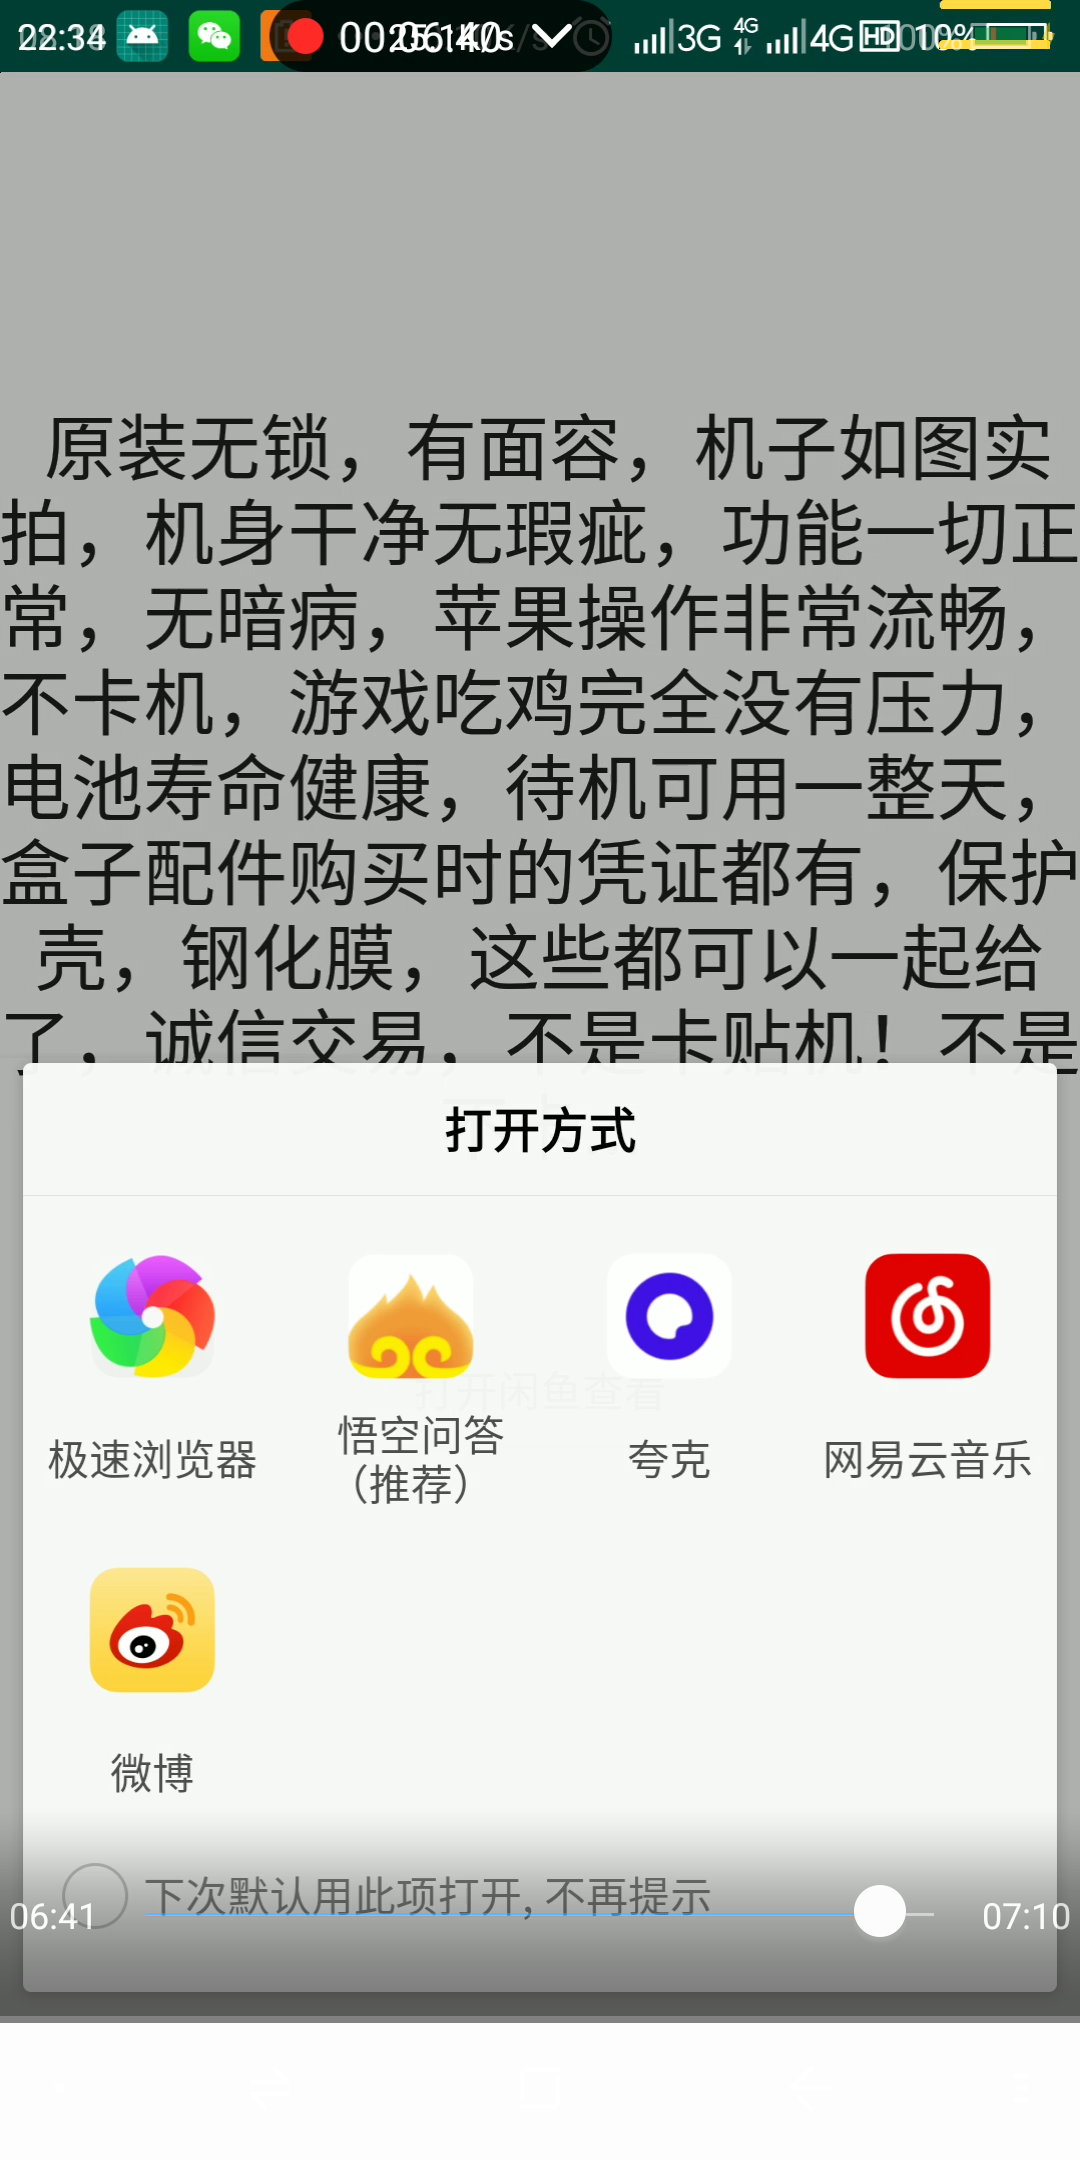 22:34
3G
4G
4G
HD
原装无锁，有面容，机子如图实
拍，机身干净无瑕疵，功能一切正
常，无暗病，苹果操作非常流畅，
不卡机，游戏吃鸡完全没有压力，
电池寿命健康，待机可用一整天，
盒子配件购买时的凭证都有，保护
壳，钢化膜，这些都可以一起给
了，诚信交易，不是卡贴机！不是
打开方式
打开闲鱼查看
极速浏览器
悟空问答
（推荐）
夸克
网易云音乐
微博
下次默认用此项打开, 不再提示
06:41
07:10